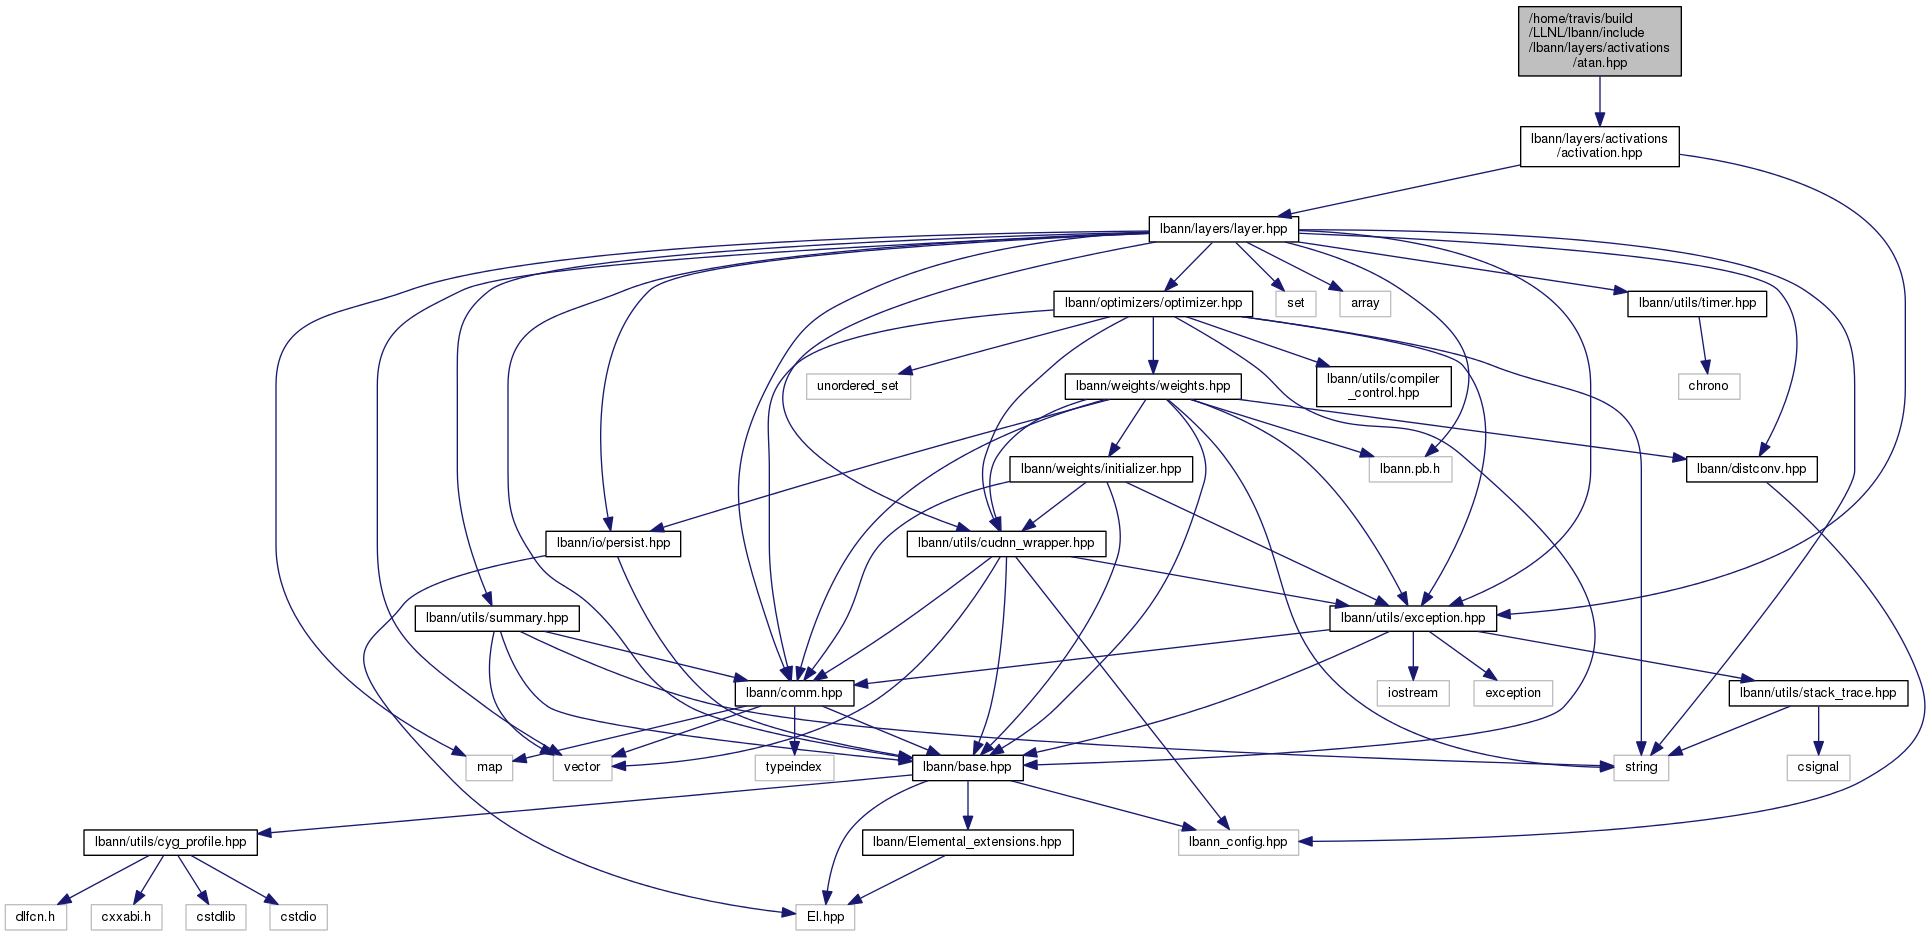 /home/travis/build
/LLNL/lbann/include
/lbann/layers/activations
/atan.hpp
lbann/layers/activations
/activation.hpp
lbann/layers/layer.hpp
lbann/optimizers/optimizer.hpp
set
array
lbann/utils/timer.hpp
unordered_set
lbann/weights/weights.hpp
lbann/utils/compiler
_control.hpp
chrono
lbann/weights/initializer.hpp
lbann.pb.h
lbann/distconv.hpp
lbann/io/persist.hpp
lbann/utils/cudnn_wrapper.hpp
lbann/utils/summary.hpp
lbann/utils/exception.hpp
lbann/comm.hpp
iostream
exception
lbann/utils/stack_trace.hpp
map
vector
typeindex
lbann/base.hpp
string
csignal
lbann/utils/cyg_profile.hpp
lbann/Elemental_extensions.hpp
lbann_config.hpp
dlfcn.h
cxxabi.h
cstdlib
cstdio
El.hpp